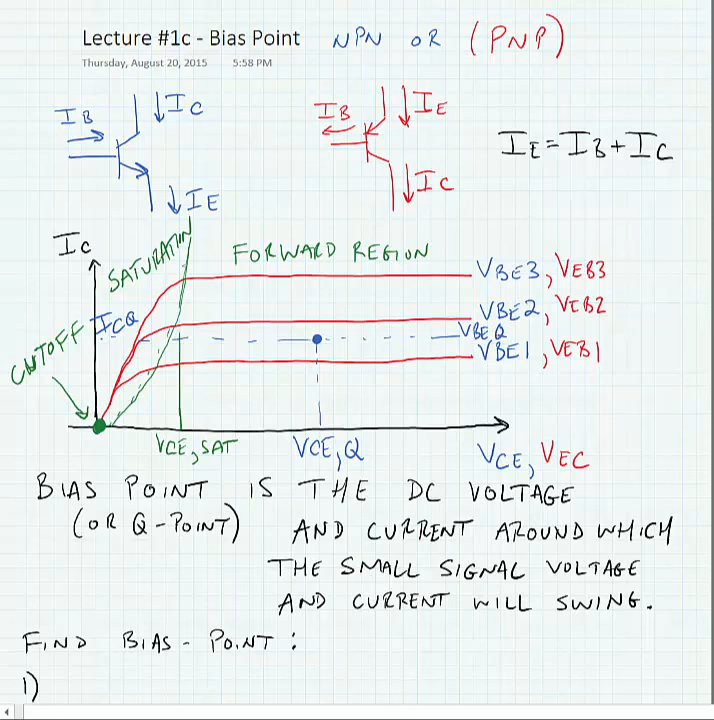 Lecture #1c - Bias Point NPN OR (PNP)
Thursday, August 20, 2015 5:58 PM
IB IC
IB IE
IE = IB + IC
IE
IC
IC
SATURATIN
FORWARD REGION
VBE3, VEB3
VBE2, VEB2
ICQ
VBEQ
VBE1, VEB1
CUTOFF
VCE,SAT
VCE,Q
VCE, VEC
BIAS POINT IS THE DC VOLTAGE
(OR Q-POINT) AND CURRENT AROUND WHICH
THE SMALL SIGNAL VOLTAGE
AND CURRENT WILL SWING.
FIND BIAS-POINT:
1)